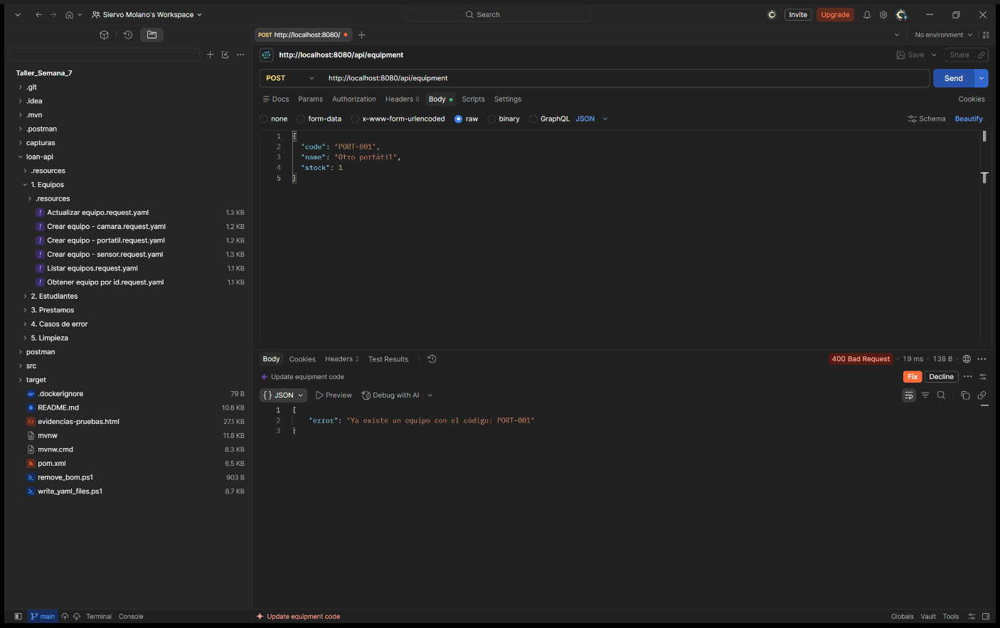 Siervo Molano's Workspace
Search
Invite
Upgrade
POST http://localhost:8080/
No environment
http://localhost:8080/api/equipment
Save
Share
Taller_Semana_7
.git
.idea
.mvn
.postman
capturas
loan-api
.resources
1. Equipos
.resources
Actualizar equipo.request.yaml 1.3 KB
Crear equipo - camara.request.yaml 1.2 KB
Crear equipo - portatil.request.yaml 1.2 KB
Crear equipo - sensor.request.yaml 1.3 KB
Listar equipos.request.yaml 1.1 KB
Obtener equipo por id.request.yaml 1.1 KB
2. Estudiantes
3. Prestamos
4. Casos de error
5. Limpieza
postman
src
target
.dockerignore 79 B
README.md 10.8 KB
evidencias-pruebas.html 27.1 KB
mvnw 11.8 KB
mvnw.cmd 8.3 KB
pom.xml 6.5 KB
remove_bom.ps1 903 B
write_yaml_files.ps1 8.7 KB
POST http://localhost:8080/api/equipment
Send
Docs Params Authorization Headers 8 Body Scripts Settings
Cookies
none form-data x-www-form-urlencoded raw binary GraphQL JSON
Schema Beautify
1 {
2 "code": "PORT-001",
3 "name": "Otro portátil",
4 "stock": 1
5 }
Body Cookies Headers 2 Test Results
400 Bad Request 19 ms 138 B
Update equipment code
Fix Decline
{} JSON Preview Debug with AI
1 {
2 "error": "Ya existe un equipo con el código: PORT-001"
3 }
main Terminal Console
Update equipment code
Globals Vault Tools